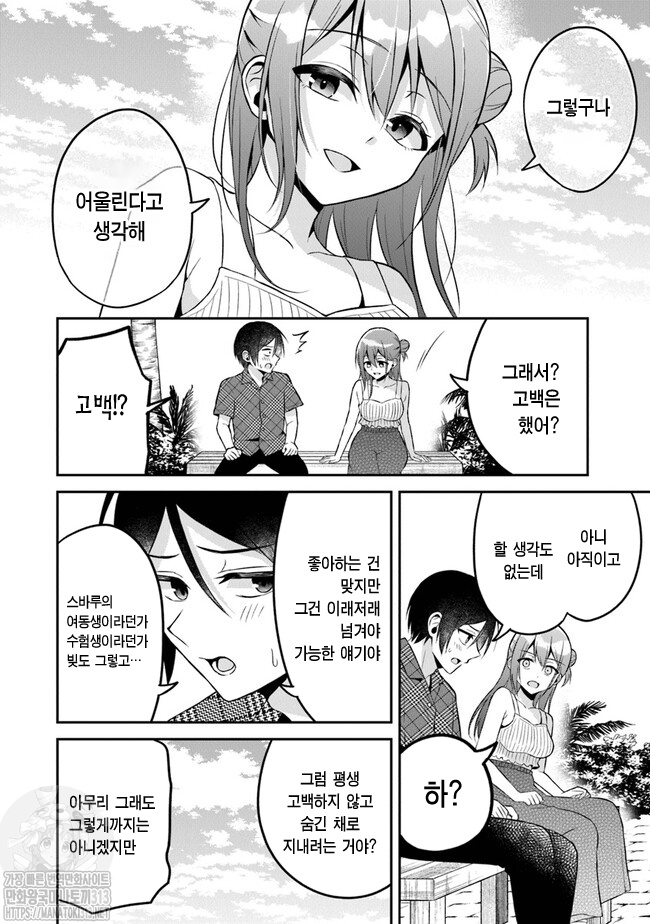 그렇구나
어울린다고
생각해
그래서?
고백은
했어?
고백!?
아니
아직이고
할 생각도
없는데
하?
좋아하는 건
맞지만
그건 이래저래
넘겨야
가능한 얘기야
스바루의
여동생이라던가
수험생이라던가
빚도 그렇고…
그럼 평생
고백하지 않고
숨긴 채로
지내려는 거야?
아무리 그래도
그렇게까지는
아니겠지만
가장 빠른 번역만화사이트
만화왕국마나토끼313
HTTPS://MANATOKI313.NET